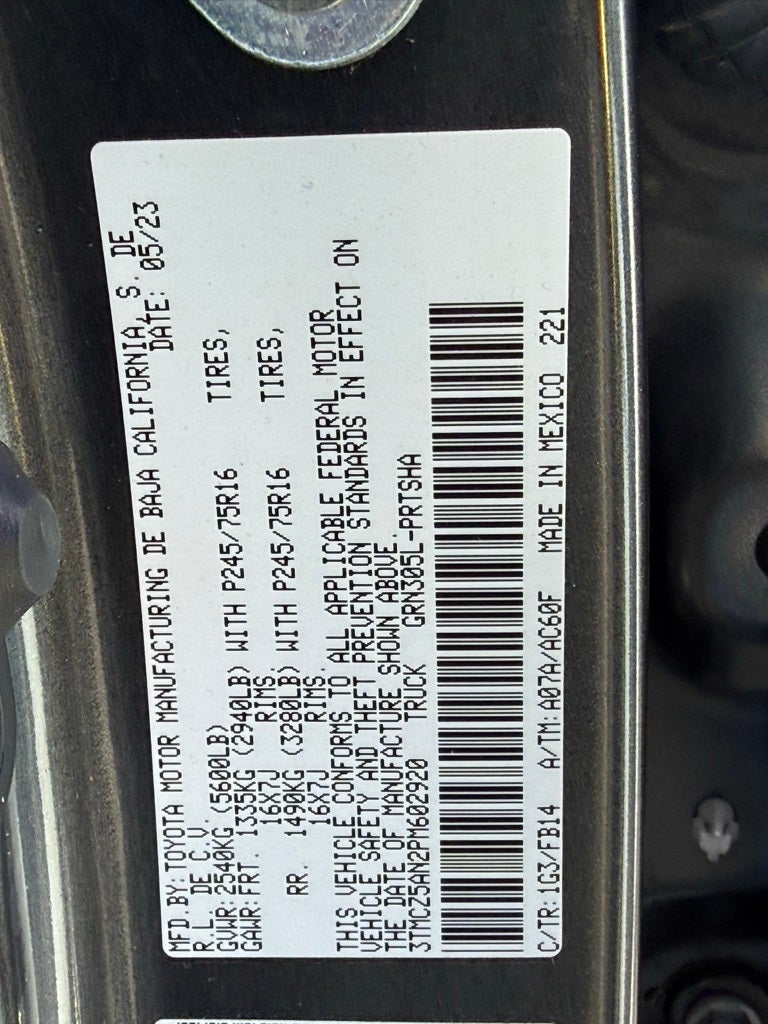 MFD.BY:TOYOTA MOTOR MANUFACTURING DE BAJA CALIFORNIA, S. DE
R.L. DE C.V. DATE: 05/23
GVWR:2540KG (5600LB)
GAWR:FRT. 1335KG (2940LB) WITH P245/75R16 TIRES,
16X7J RIMS.
RR. 1490KG (3280LB) WITH P245/75R16 TIRES,
16X7J RIMS.
THIS VEHICLE CONFORMS TO ALL APPLICABLE FEDERAL MOTOR
VEHICLE SAFETY AND THEFT PREVENTION STANDARDS IN EFFECT ON
THE DATE OF MANUFACTURE SHOWN ABOVE.
3TMCZ5AN2PM602920 TRUCK GRN305L-PRTSHA
C/TR:1G3/FB14 A/TM:A07A/AC60F MADE IN MEXICO 221